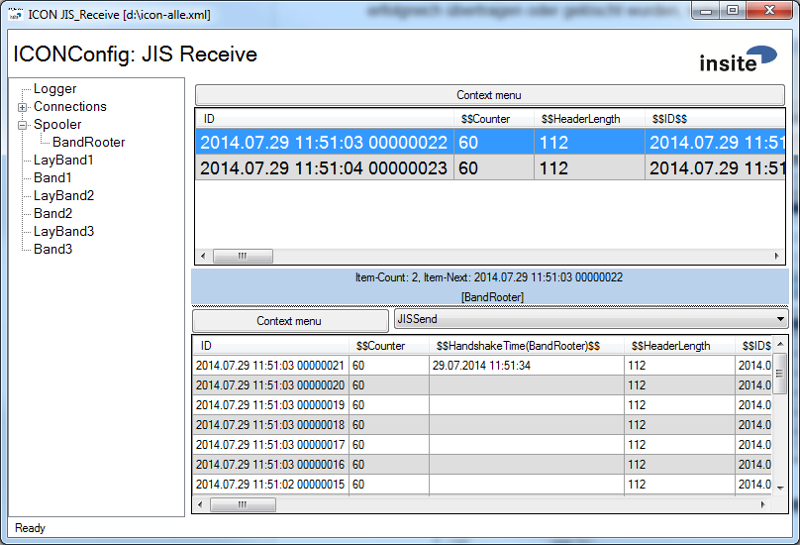 erfolgreich übertragen oder gelöscht wurden,
ICON JIS_Receive [d:\icon-alle.xml]
ICONConfig: JIS Receive
insite
Logger
Connections
Spooler
BandRooter
LayBand1
Band1
LayBand2
Band2
LayBand3
Band3
Context menu
ID $$Counter $$HeaderLength $$ID$$
2014.07.29 11:51:03 00000022 60 112 2014.07.29 11:51
2014.07.29 11:51:04 00000023 60 112 2014.07.29 11:51
Item-Count: 2, Item-Next: 2014.07.29 11:51:03 00000022
[BandRooter]
Context menu JISSend
ID $$Counter $$HandshakeTime(BandRooter)$$ $$HeaderLength $$ID$
2014.07.29 11:51:03 00000021 60 29.07.2014 11:51:34 112 2014.0
2014.07.29 11:51:03 00000020 60 112 2014.0
2014.07.29 11:51:03 00000019 60 112 2014.0
2014.07.29 11:51:03 00000018 60 112 2014.0
2014.07.29 11:51:03 00000017 60 112 2014.0
2014.07.29 11:51:03 00000016 60 112 2014.0
2014.07.29 11:51:02 00000015 60 112 2014.0
Ready